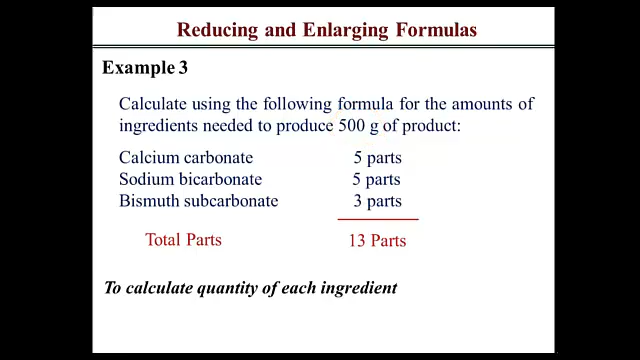 Reducing and Enlarging Formulas
Example 3
Calculate using the following formula for the amounts of
ingredients needed to produce 500 g of product:
Calcium carbonate 5 parts
Sodium bicarbonate 5 parts
Bismuth subcarbonate 3 parts
Total Parts 13 Parts
To calculate quantity of each ingredient